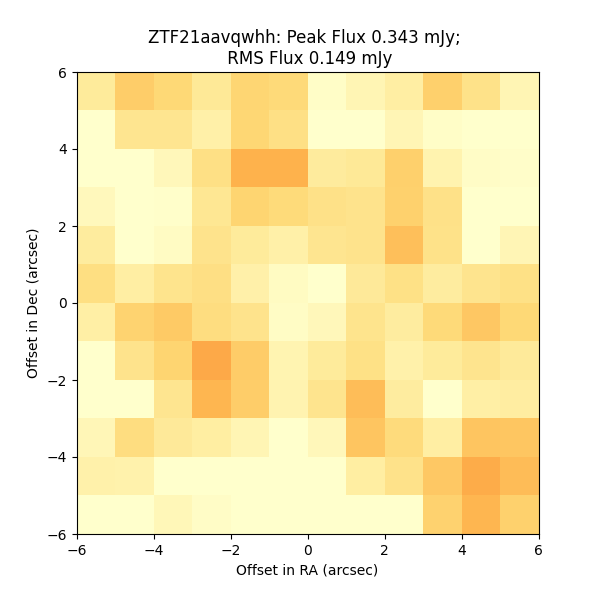 ZTF21aavqwhh: Peak Flux 0.343 mJy;
RMS Flux 0.149 mJy
6
4
2
0
−2
−4
−6
Offset in Dec (arcsec)
−6 −4 −2 0 2 4 6
Offset in RA (arcsec)